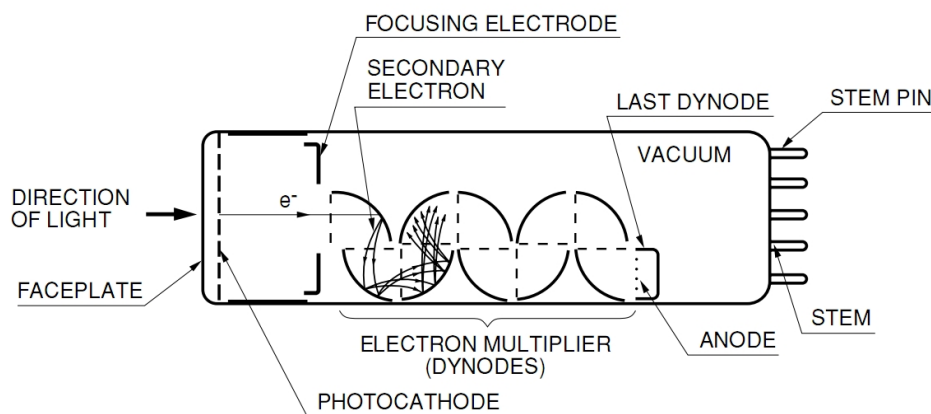 FOCUSING ELECTRODE
SECONDARY
ELECTRON
LAST DYNODE
STEM PIN
VACUUM
DIRECTION
OF LIGHT
e-
FACEPLATE
STEM
ELECTRON MULTIPLIER
(DYNODES)
ANODE
PHOTOCATHODE